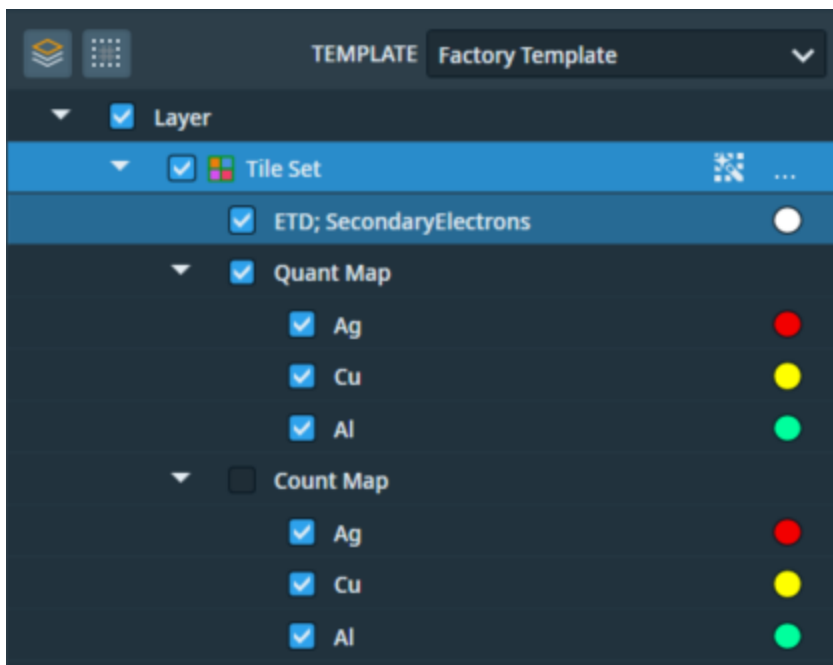 TEMPLATE Factory Template
Layer
Tile Set ...
ETD; SecondaryElectrons
Quant Map
Ag
Cu
Al
Count Map
Ag
Cu
Al